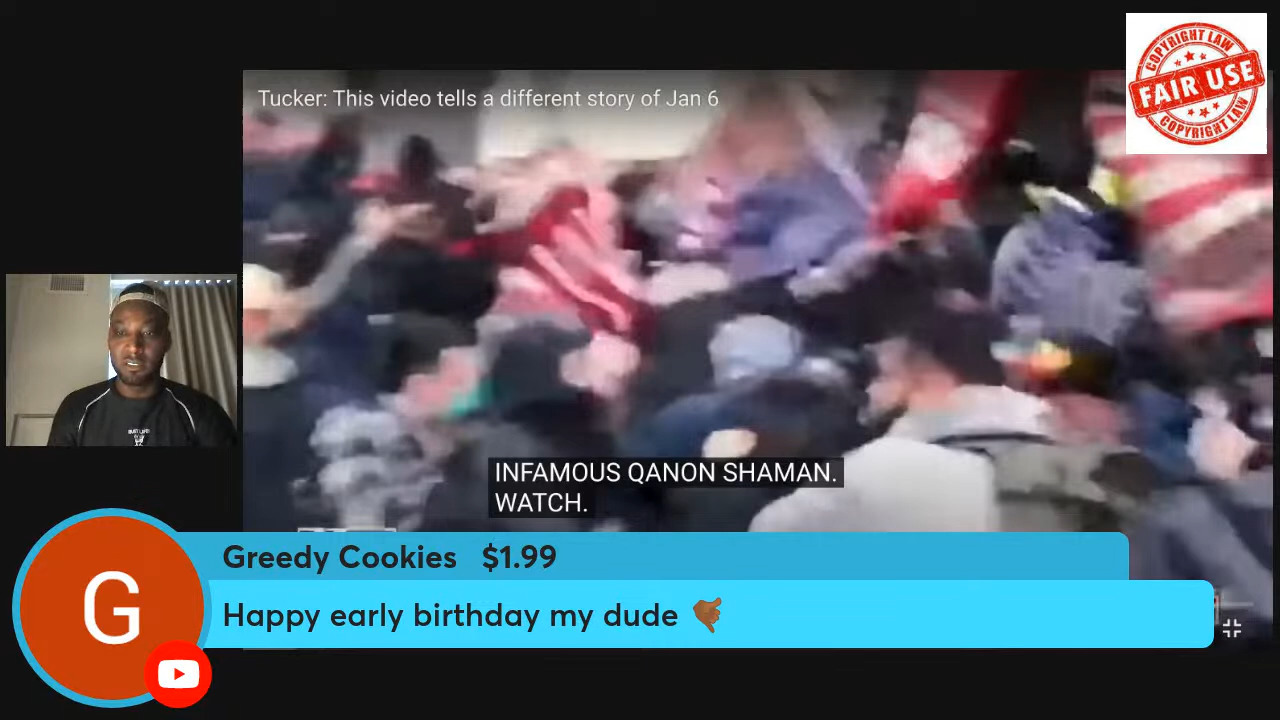 Tucker: This video tells a different story of Jan 6
COPYRIGHT LAW
FAIR USE
COPYRIGHT LAW
INFAMOUS QANON SHAMAN.
WATCH.
G
Greedy Cookies $1.99
Happy early birthday my dude 🤙🏾